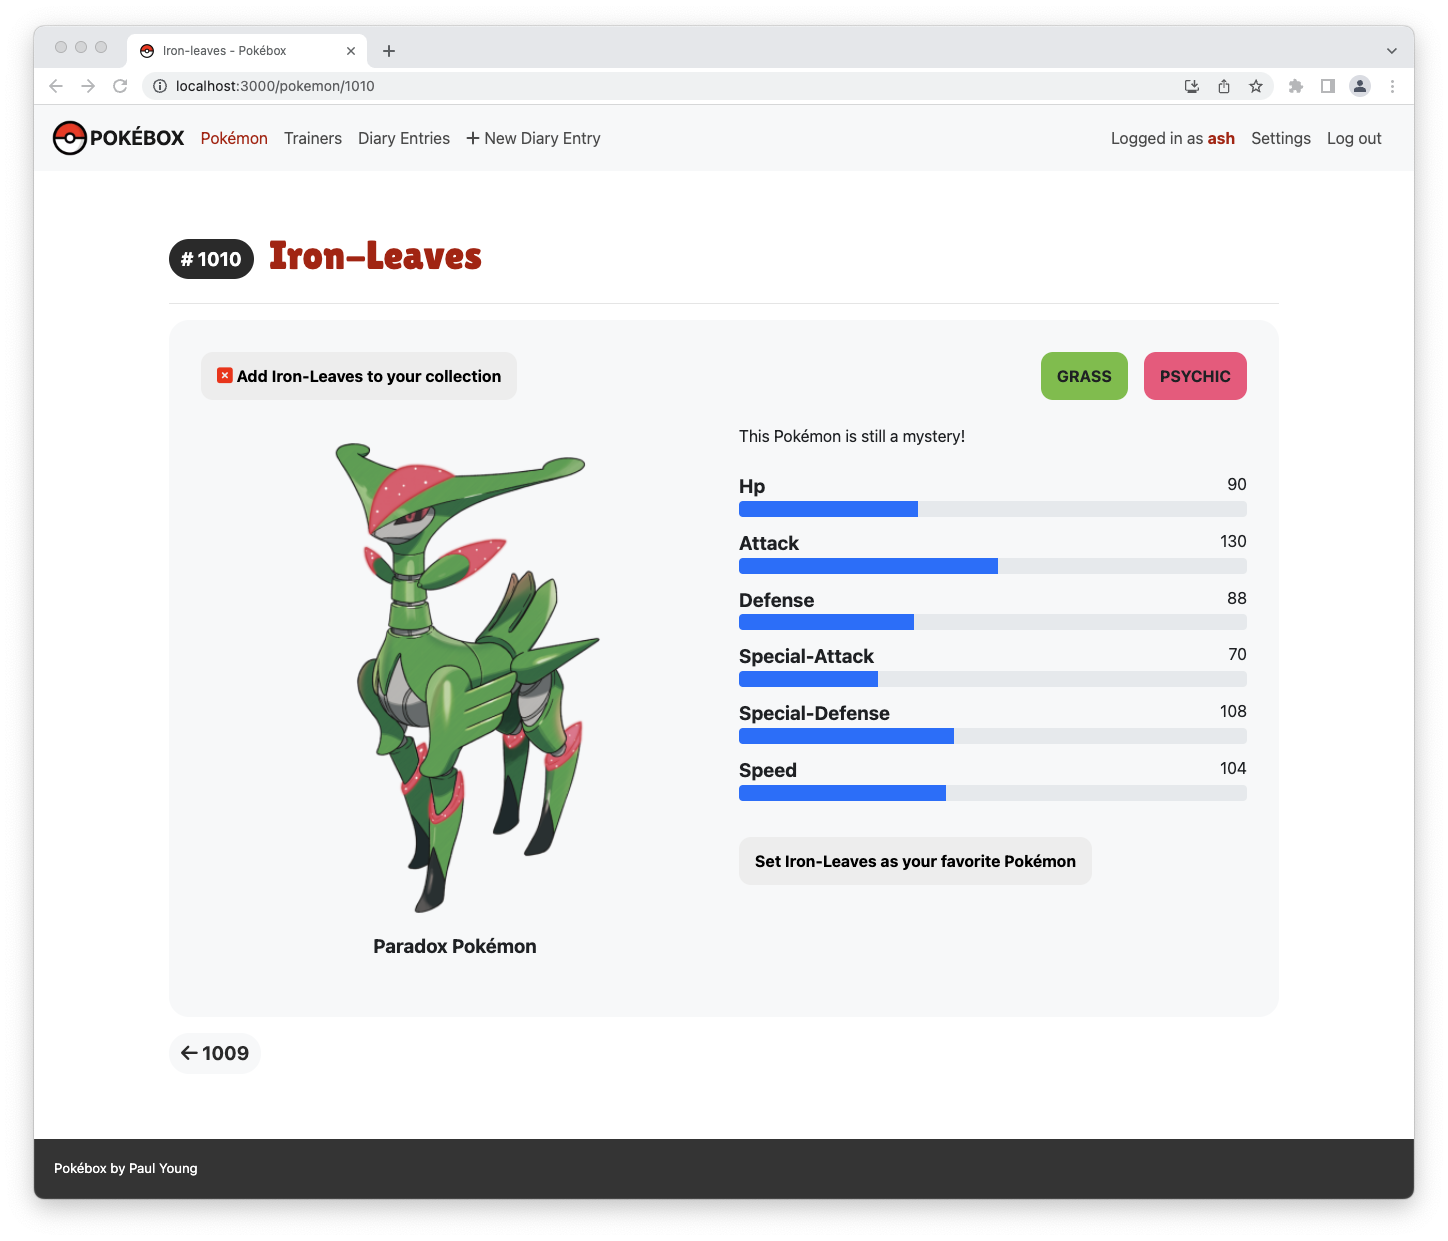 Iron-leaves - Pokébox
localhost:3000/pokemon/1010
POKÉBOX Pokémon Trainers Diary Entries + New Diary Entry Logged in as ash Settings Log out
# 1010 Iron-Leaves
Add Iron-Leaves to your collection
GRASS PSYCHIC
This Pokémon is still a mystery!
Hp 90
Attack 130
Defense 88
Special-Attack 70
Special-Defense 108
Speed 104
Set Iron-Leaves as your favorite Pokémon
Paradox Pokémon
← 1009
Pokébox by Paul Young